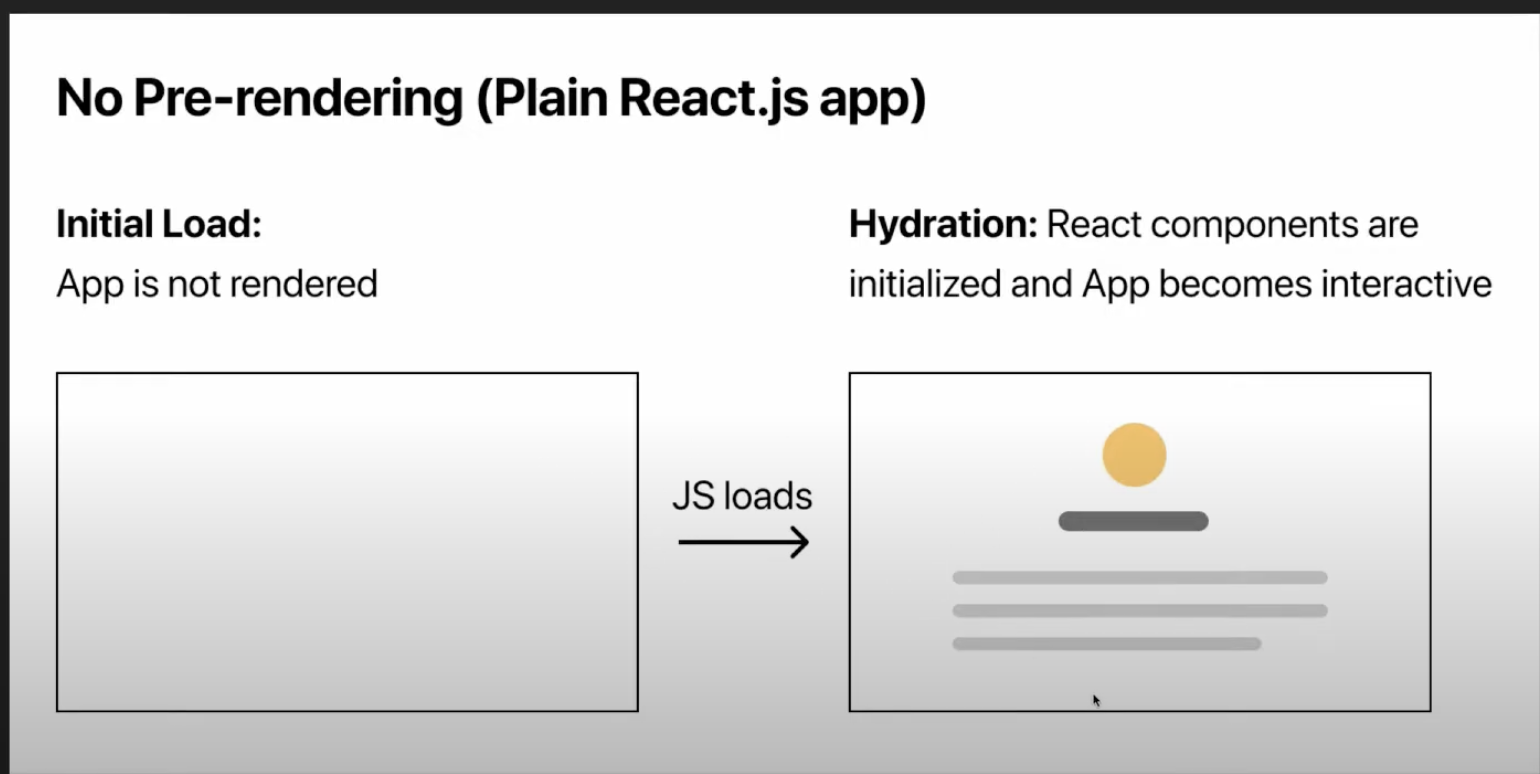 No Pre-rendering (Plain React.js app)
Initial Load:
App is not rendered
Hydration: React components are
initialized and App becomes interactive
JS loads